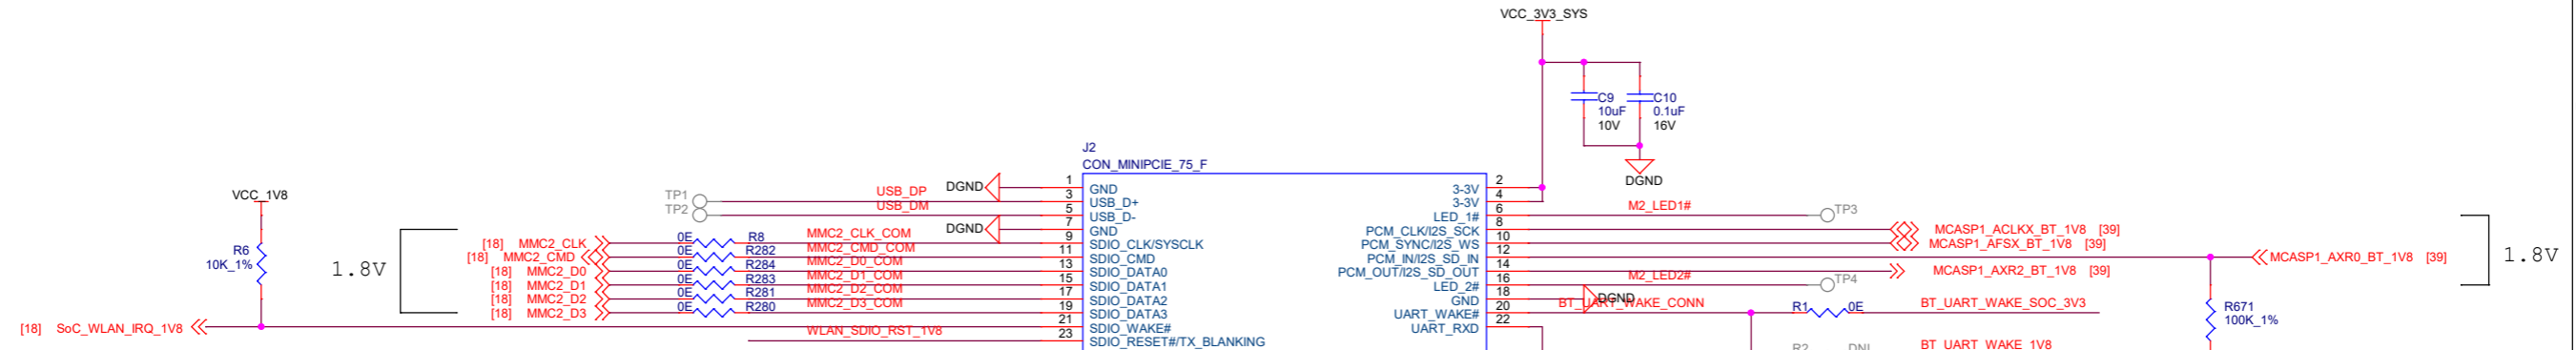 VCC_3V3_SYS
C9
10uF
10V
C10
0.1uF
16V
DGND
J2
CON_MINIPCIE_75_F
VCC_1V8
R6
10K_1%
1.8V
TP1
TP2
USB_DP
USB_DM
DGND
DGND
[18] MMC2_CLK 0E R8 MMC2_CLK_COM
[18] MMC2_CMD 0E R282 MMC2_CMD_COM
[18] MMC2_D0 0E R284 MMC2_D0_COM
[18] MMC2_D1 0E R283 MMC2_D1_COM
[18] MMC2_D2 0E R281 MMC2_D2_COM
[18] MMC2_D3 0E R280 MMC2_D3_COM
[18] SoC_WLAN_IRQ_1V8
WLAN_SDIO_RST_1V8
1 GND
3 USB_D+
5 USB_D-
7 GND
9 SDIO_CLK/SYSCLK
11 SDIO_CMD
13 SDIO_DATA0
15 SDIO_DATA1
17 SDIO_DATA2
19 SDIO_DATA3
21 SDIO_WAKE#
23 SDIO_RESET#/TX_BLANKING
3-3V 2
3-3V 4
LED_1# 6
PCM_CLK/I2S_SCK 8
PCM_SYNC/I2S_WS 10
PCM_IN/I2S_SD_IN 12
PCM_OUT/I2S_SD_OUT 14
LED_2# 16
GND 18
UART_WAKE# 20
UART_RXD 22
M2_LED1# TP3
MCASP1_ACLKX_BT_1V8 [39]
MCASP1_AFSX_BT_1V8 [39]
MCASP1_AXR0_BT_1V8 [39]
MCASP1_AXR2_BT_1V8 [39]
M2_LED2# TP4
DGND
BT_UART_WAKE_CONN R1 0E BT_UART_WAKE_SOC_3V3
R2 DNI BT_UART_WAKE_1V8
R671
100K_1%
1.8V